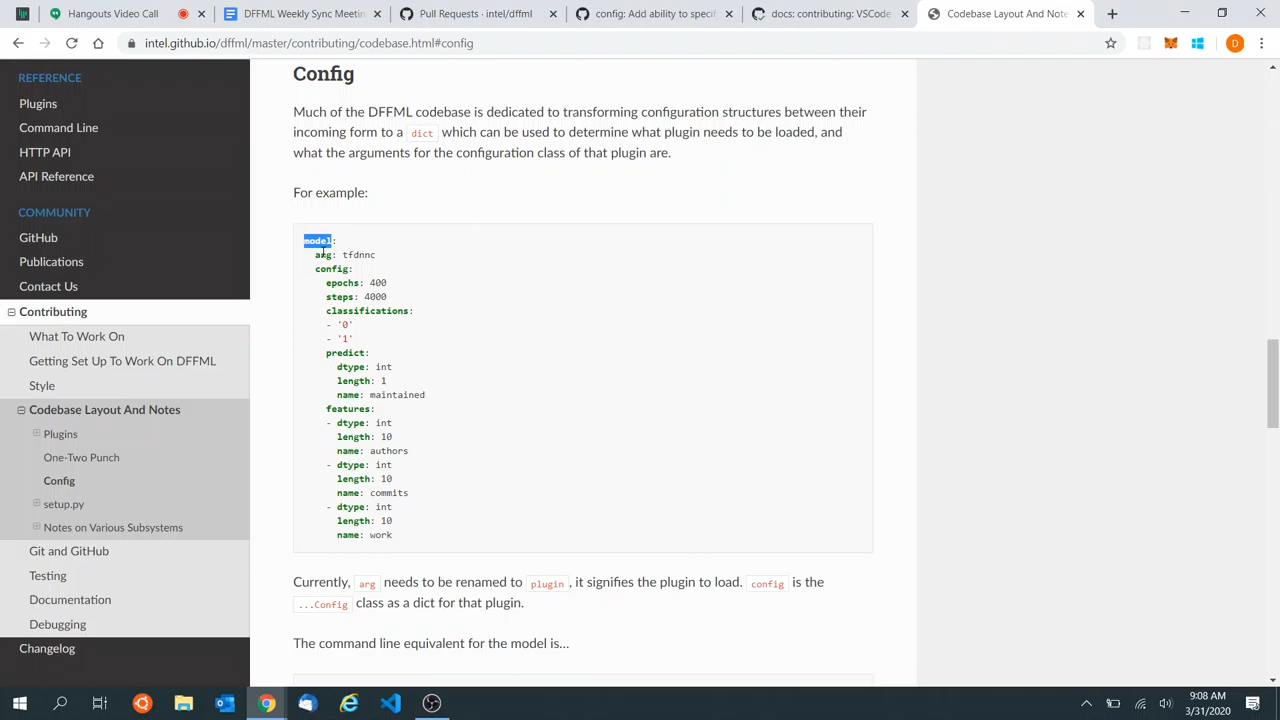 Hangouts Video Call
DFFML Weekly Sync Meetin
Pull Requests · intel/dffml
config: Add ability to specif
docs: contributing: VSCode
Codebase Layout And Note
intel.github.io/dffml/master/contributing/codebase.html#config
D
REFERENCE
Plugins
Command Line
HTTP API
API Reference
COMMUNITY
GitHub
Publications
Contact Us
Contributing
What To Work On
Getting Set Up To Work On DFFML
Style
Codebase Layout And Notes
Plugins
One-Two Punch
Config
setup.py
Notes on Various Subsystems
Git and GitHub
Testing
Documentation
Debugging
Changelog
Config
Much of the DFFML codebase is dedicated to transforming configuration structures between their
incoming form to a dict which can be used to determine what plugin needs to be loaded, and
what the arguments for the configuration class of that plugin are.
For example:
model:
arg: tfdnnc
config:
epochs: 400
steps: 4000
classifications:
- '0'
- '1'
predict:
dtype: int
length: 1
name: maintained
features:
- dtype: int
length: 10
name: authors
- dtype: int
length: 10
name: commits
- dtype: int
length: 10
name: work
Currently, arg needs to be renamed to plugin, it signifies the plugin to load. config is the
...Config class as a dict for that plugin.
The command line equivalent for the model is...
9:08 AM
3/31/2020